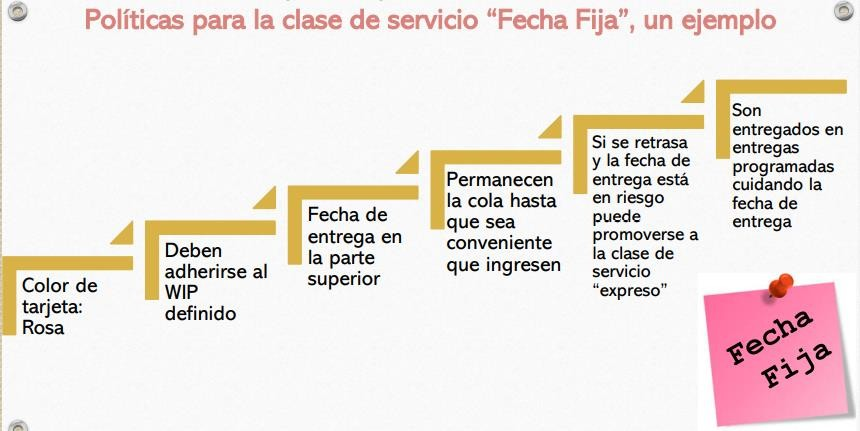 Políticas para la clase de servicio “Fecha Fija”, un ejemplo
Color de
tarjeta:
Rosa
Deben
adherirse al
WIP
definido
Fecha de
entrega en
la parte
superior
Permanecen
la cola hasta
que sea
conveniente
que ingresen
Si se retrasa
y la fecha de
entrega está
en riesgo
puede
promoverse a
la clase de
servicio
“expreso”
Son
entregados en
entregas
programadas
cuidando la
fecha de
entrega
Fecha
Fija